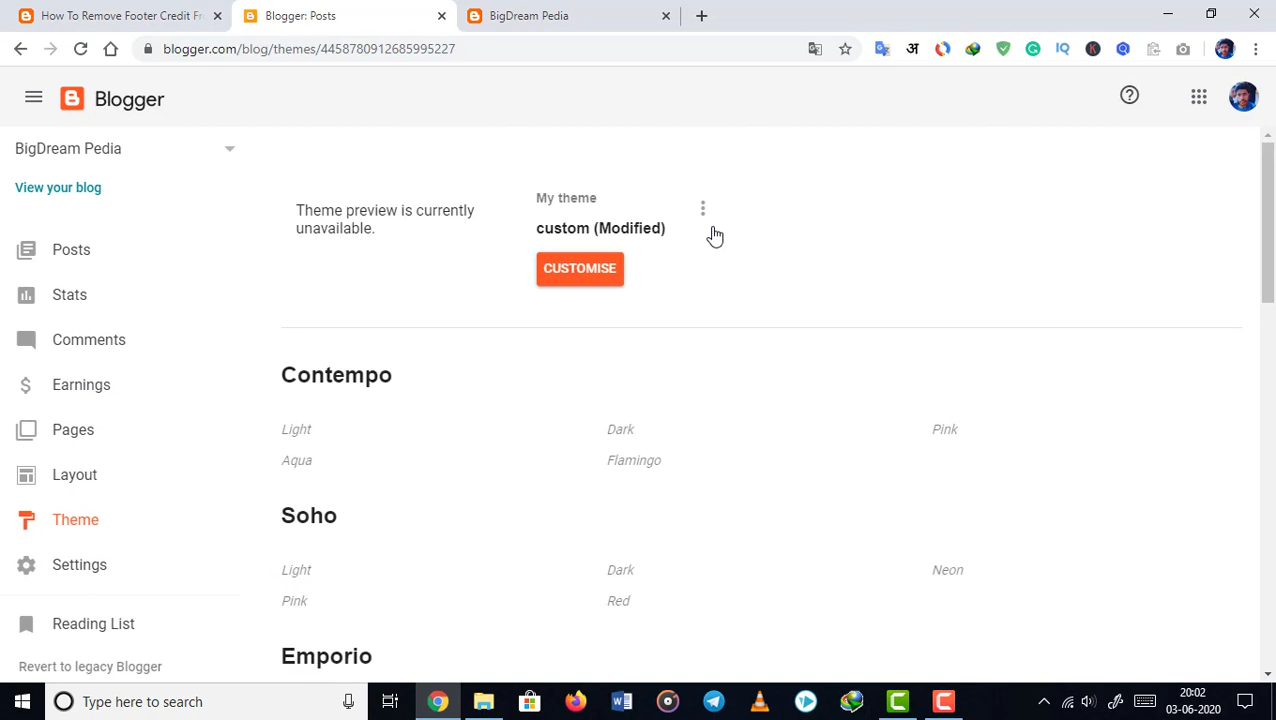 How To Remove Footer Credit Fr
Blogger: Posts
BigDream Pedia
blogger.com/blog/themes/4458780912685995227
अ
IQ
Blogger
BigDream Pedia
View your blog
Posts
Stats
Comments
Earnings
Pages
Layout
Theme
Settings
Reading List
Revert to legacy Blogger
Theme preview is currently
unavailable.
My theme
custom (Modified)
CUSTOMISE
Contempo
Light
Dark
Pink
Aqua
Flamingo
Soho
Light
Dark
Neon
Pink
Red
Emporio
Type here to search
20:02
03-06-2020